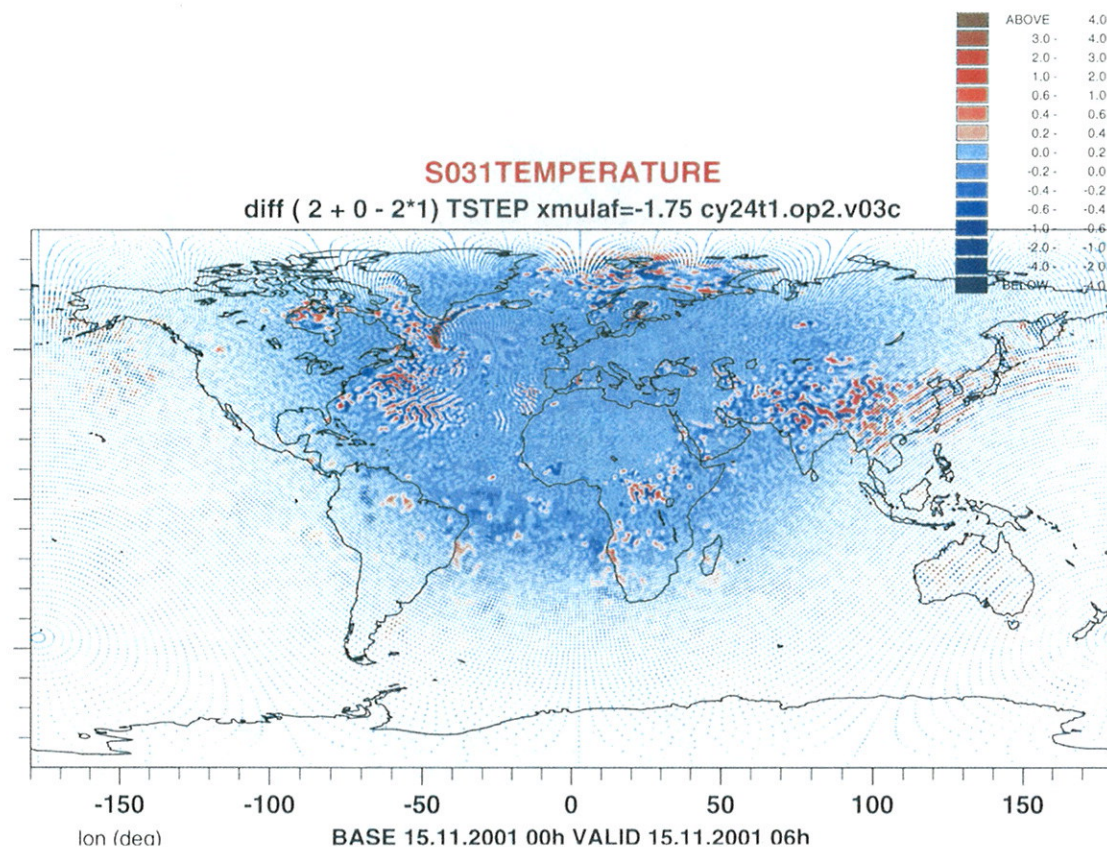 ABOVE 4.0
3.0 - 4.0
2.0 - 3.0
1.0 - 2.0
0.6 - 1.0
0.4 - 0.6
0.2 - 0.4
0.0 - 0.2
-0.2 - 0.0
-0.4 - -0.2
-0.6 - -0.4
-1.0 - -0.6
-2.0 - -1.0
-4.0 - -2.0
BELOW -4.0
S031TEMPERATURE
diff ( 2 + 0 - 2*1) TSTEP xmulaf=-1.75 cy24t1.op2.v03c
-150 -100 -50 0 50 100 150
lon (deg) BASE 15.11.2001 00h VALID 15.11.2001 06h